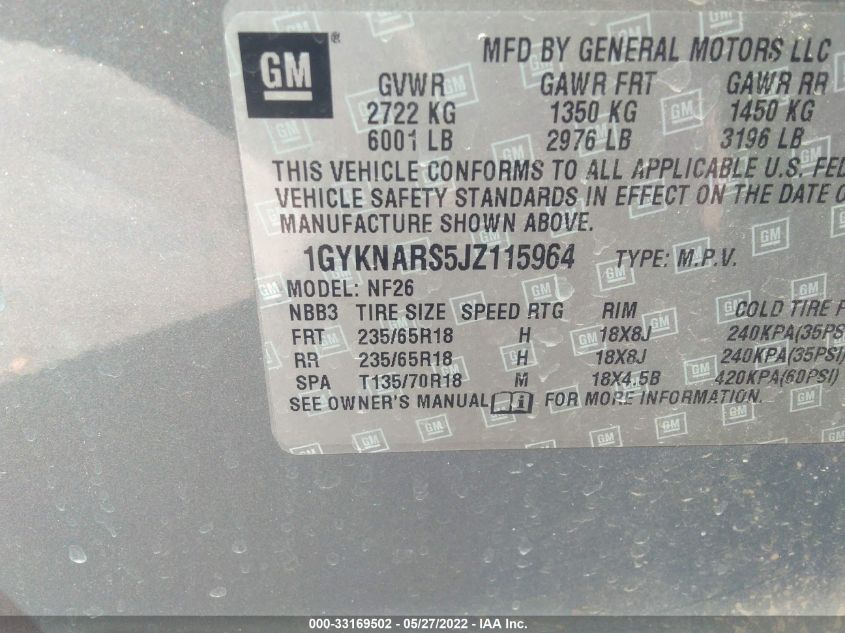 GM ®
MFD BY GENERAL MOTORS LLC
GVWR GAWR FRT GAWR RR
2722 KG 1350 KG 1450 KG
6001 LB 2976 LB 3196 LB
THIS VEHICLE CONFORMS TO ALL APPLICABLE U.S. FED
VEHICLE SAFETY STANDARDS IN EFFECT ON THE DATE O
MANUFACTURE SHOWN ABOVE.
1GYKNARS5JZ115964 TYPE: M.P.V.
MODEL: NF26
NBB3 TIRE SIZE SPEED RTG RIM COLD TIRE P
FRT 235/65R18 H 18X8J 240KPA(35PSI
RR 235/65R18 H 18X8J 240KPA(35PSI)
SPA T135/70R18 M 18X4.5B 420KPA(60PSI)
SEE OWNER'S MANUAL i FOR MORE INFORMATION.
000-33169502 - 05/27/2022 - IAA Inc.